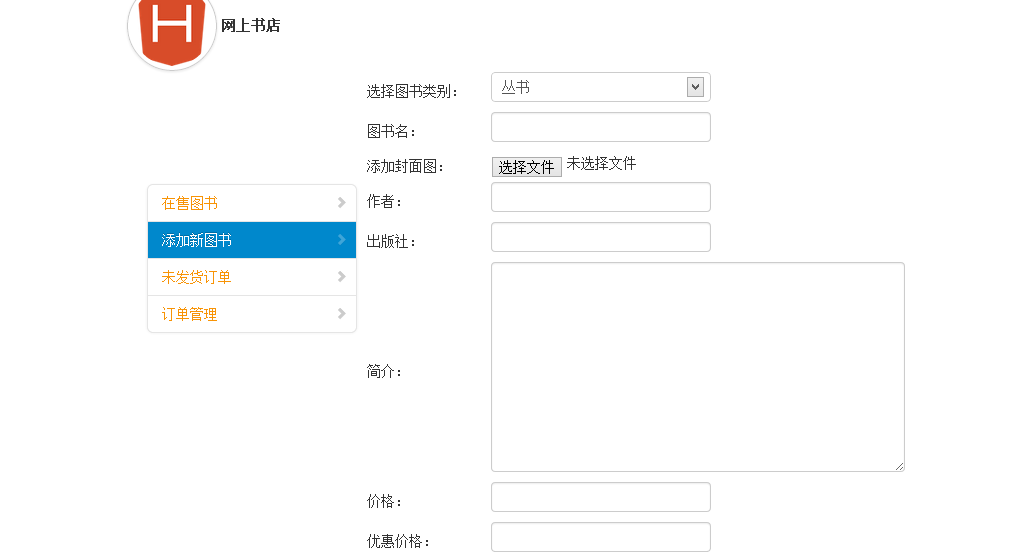 H 网上书店
选择图书类别： 丛书
图书名：
添加封面图： 选择文件 未选择文件
在售图书
添加新图书
未发货订单
订单管理
作者：
出版社：
简介：
价格：
优惠价格：